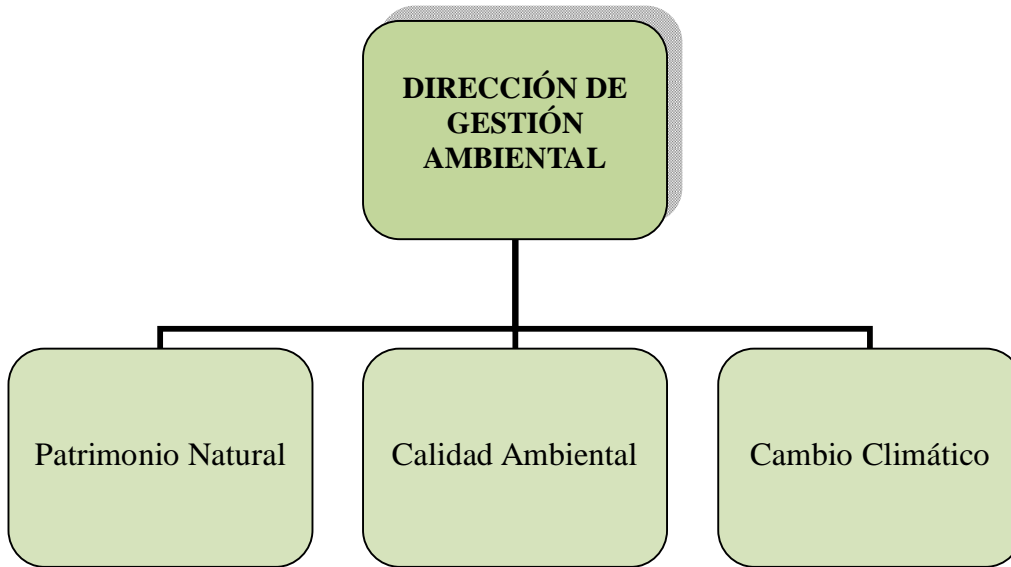 DIRECCIÓN DE
GESTIÓN
AMBIENTAL
Patrimonio Natural
Calidad Ambiental
Cambio Climático